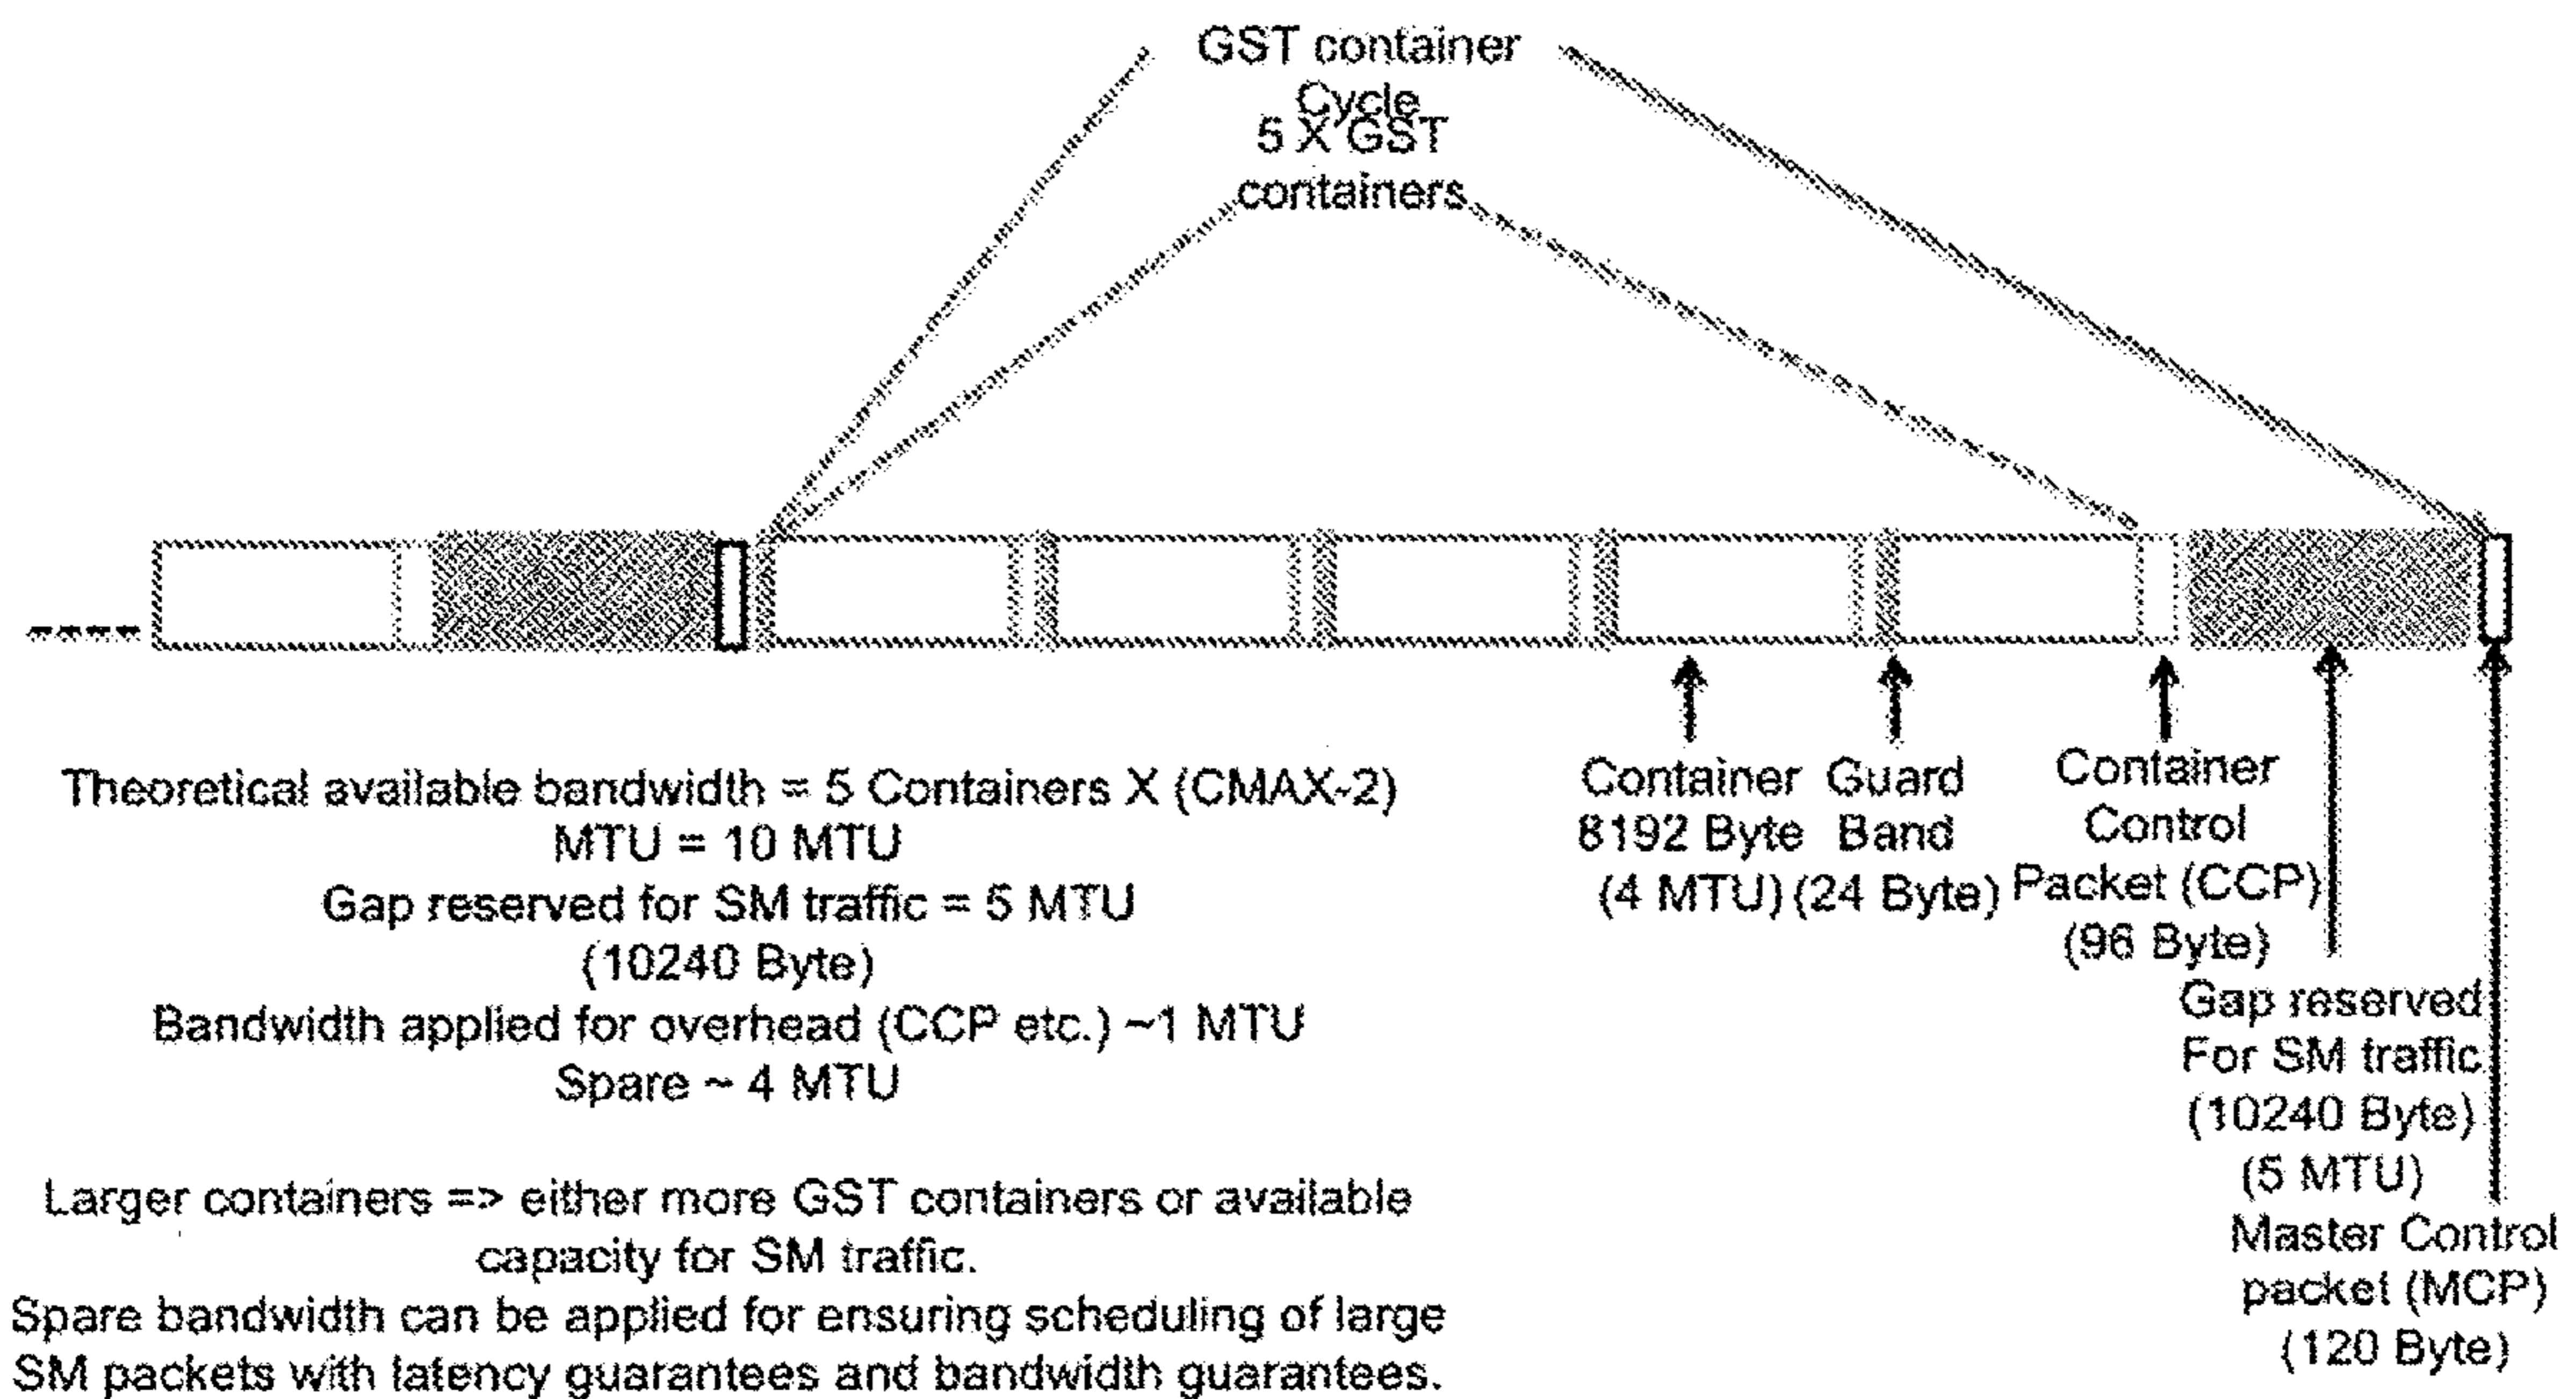 GST container
Cycle
5 X GST
containers
Theoretical available bandwidth = 5 Containers X (CMAX-2)
MTU = 10 MTU
Gap reserved for SM traffic = 5 MTU
(10240 Byte)
Bandwidth applied for overhead (CCP etc.) ~1 MTU
Spare ~ 4 MTU
Larger containers => either more GST containers or available
capacity for SM traffic.
Spare bandwidth can be applied for ensuring scheduling of large
SM packets with latency guarantees and bandwidth guarantees.
Container
8192 Byte
(4 MTU)
Guard
Band
(24 Byte)
Container
Control
Packet (CCP)
(96 Byte)
Gap reserved
For SM traffic
(10240 Byte)
(5 MTU)
Master Control
packet (MCP)
(120 Byte)